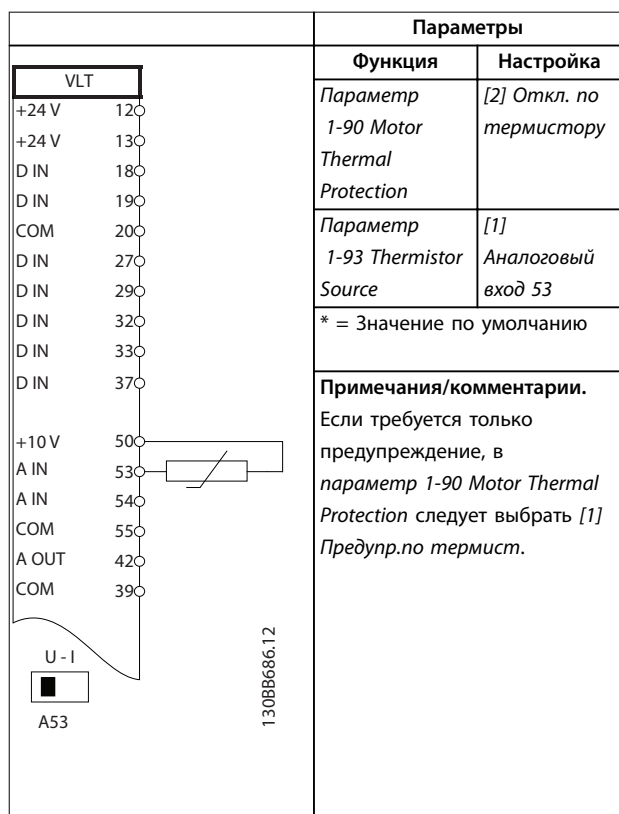 Параметры
Функция Настройка
Параметр
1-90 Motor
Thermal
Protection
[2] Откл. по
термистору
Параметр
1-93 Thermistor
Source
[1]
Аналоговый
вход 53
* = Значение по умолчанию
Примечания/комментарии.
Если требуется только
предупреждение, в
параметр 1-90 Motor Thermal
Protection следует выбрать [1]
Предупр.по термист.
VLT
+24 V 12
+24 V 13
D IN 18
D IN 19
COM 20
D IN 27
D IN 29
D IN 32
D IN 33
D IN 37
+10 V 50
A IN 53
A IN 54
COM 55
A OUT 42
COM 39
U - I
A53
130BB686.12